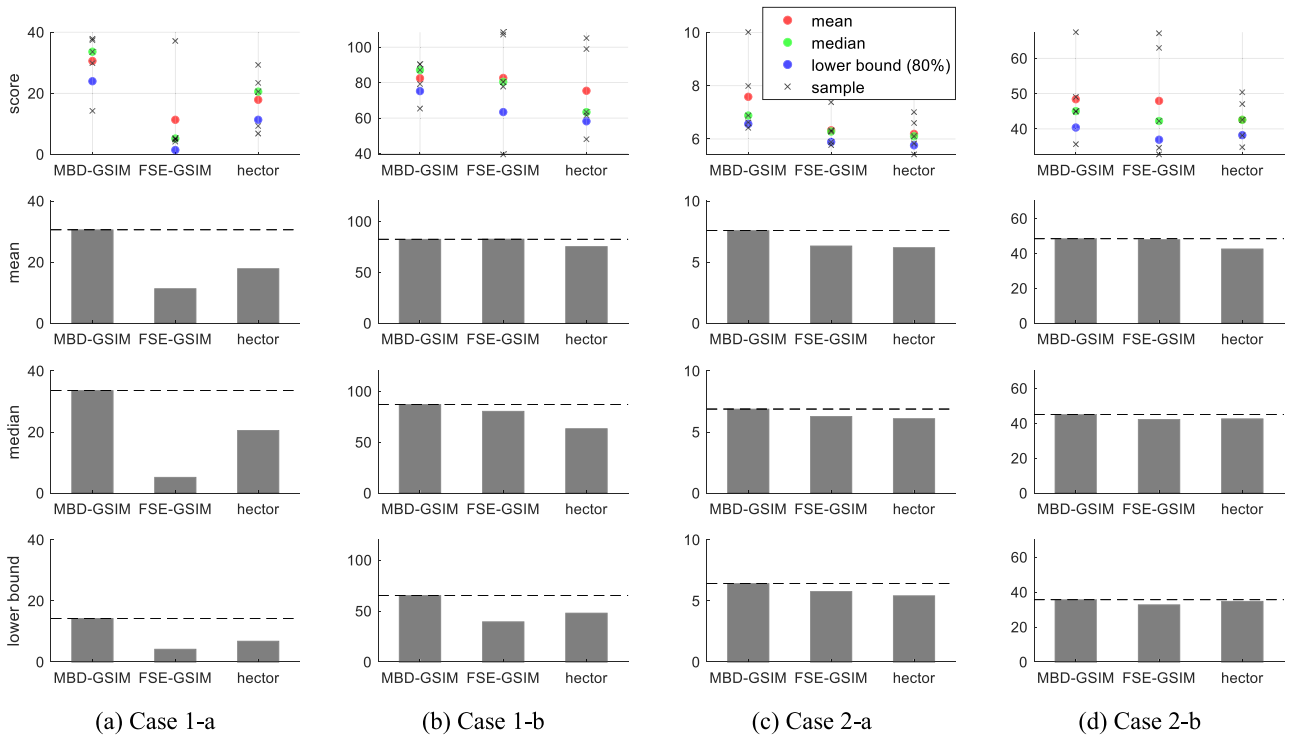 score
40
20
0
MBD-GSIM FSE-GSIM hector
100
80
60
40
MBD-GSIM FSE-GSIM hector
10
8
6
MBD-GSIM FSE-GSIM hector
mean
median
lower bound (80%)
sample
60
50
40
MBD-GSIM FSE-GSIM hector
mean
40
20
0
MBD-GSIM FSE-GSIM hector
100
50
0
MBD-GSIM FSE-GSIM hector
10
5
0
MBD-GSIM FSE-GSIM hector
60
40
20
0
MBD-GSIM FSE-GSIM hector
median
40
20
0
MBD-GSIM FSE-GSIM hector
100
50
0
MBD-GSIM FSE-GSIM hector
10
5
0
MBD-GSIM FSE-GSIM hector
60
40
20
0
MBD-GSIM FSE-GSIM hector
lower bound
40
20
0
MBD-GSIM FSE-GSIM hector
100
50
0
MBD-GSIM FSE-GSIM hector
10
5
0
MBD-GSIM FSE-GSIM hector
60
40
20
0
MBD-GSIM FSE-GSIM hector
(a) Case 1-a
(b) Case 1-b
(c) Case 2-a
(d) Case 2-b